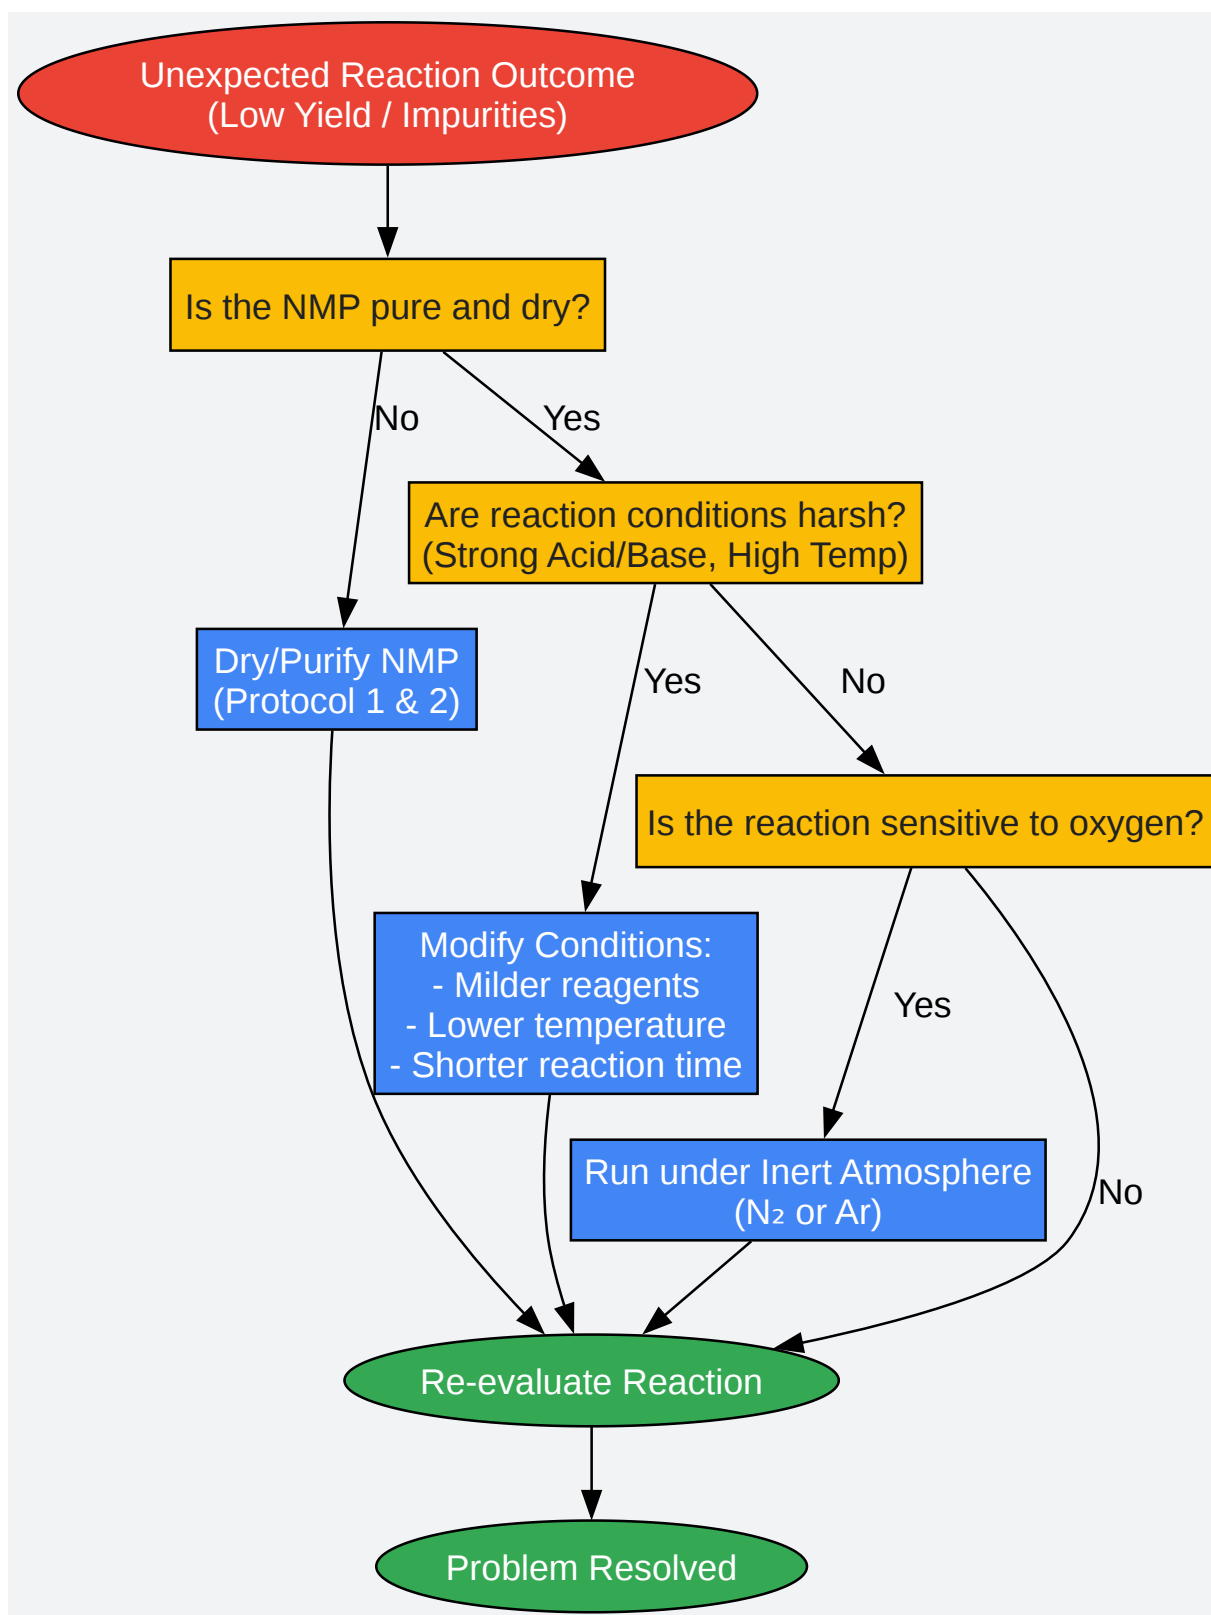 Unexpected Reaction Outcome
(Low Yield / Impurities)
Is the NMP pure and dry?
No
Yes
Are reaction conditions harsh?
(Strong Acid/Base, High Temp)
Dry/Purify NMP
(Protocol 1 & 2)
Yes
No
Is the reaction sensitive to oxygen?
Modify Conditions:
- Milder reagents
- Lower temperature
- Shorter reaction time
Yes
Run under Inert Atmosphere
(N₂ or Ar)
No
Re-evaluate Reaction
Problem Resolved